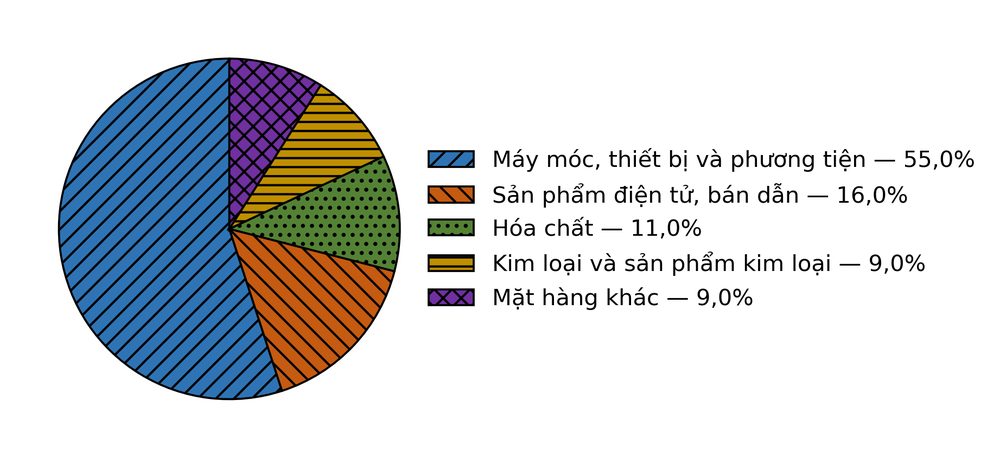 Máy móc, thiết bị và phương tiện — 55,0%
Sản phẩm điện tử, bán dẫn — 16,0%
Hóa chất — 11,0%
Kim loại và sản phẩm kim loại — 9,0%
Mặt hàng khác — 9,0%